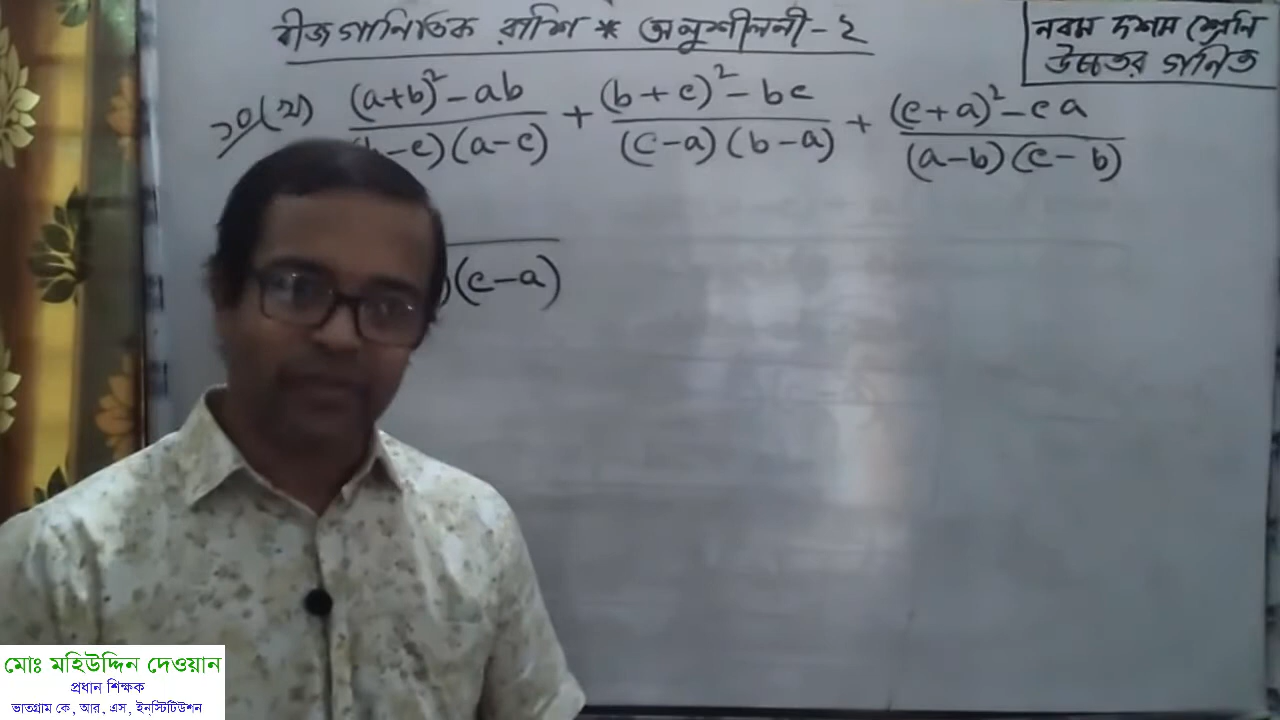 বীজগাণিতিক রাশি * অনুশীলনী-২
নবম দশম শ্রেণি
উচ্চতর গণিত
১০(খ) (a+b)²-ab / (b-c)(a-c) + (b+c)²-bc / (c-a)(b-a) + (c+a)²-ca / (a-b)(c-b)
)(c-a)
মোঃ মহিউদ্দিন দেওয়ান
প্রধান শিক্ষক
ভাতগ্রাম কে, আর, এস, ইনস্টিটিউশন